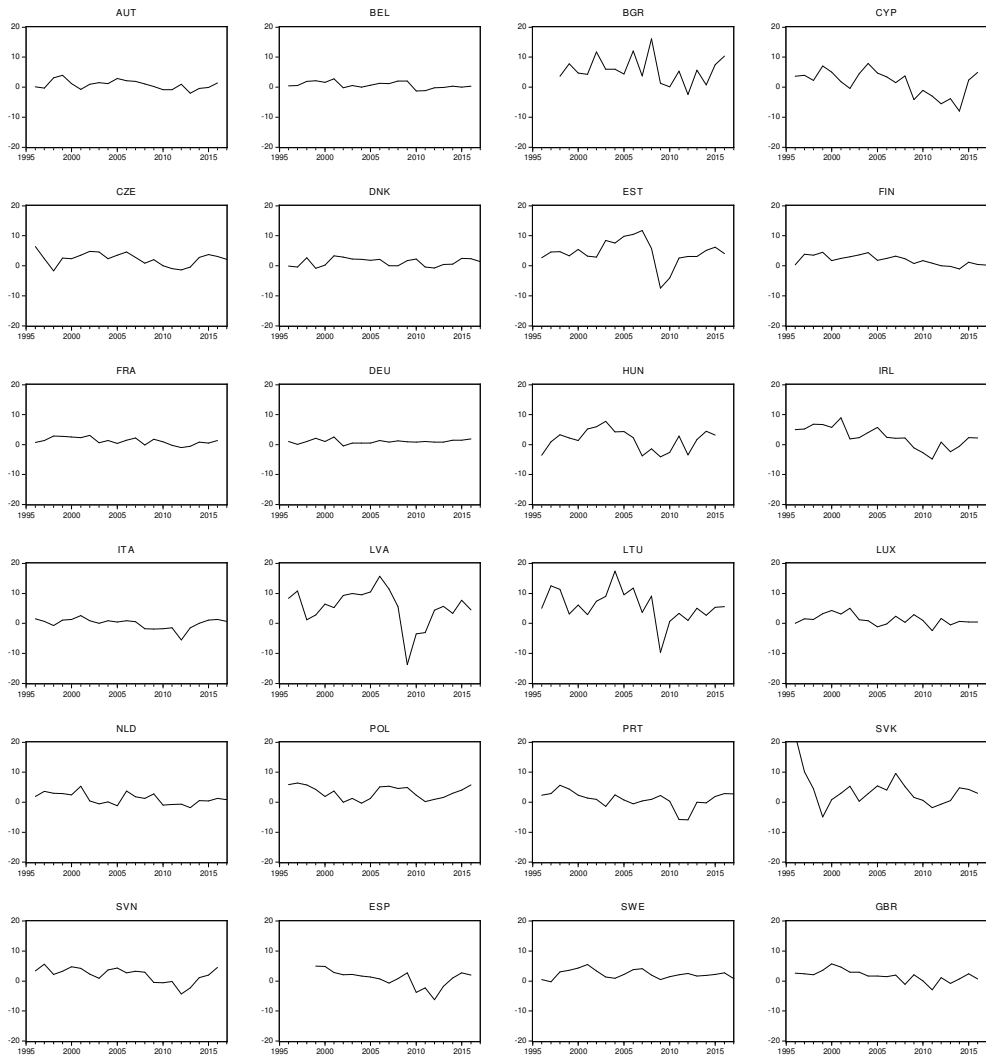 AUT BEL BGR CYP
20 20 20 20
10 10 10 10
0 0 0 0
-10 -10 -10 -10
-20 -20 -20 -20
1995 2000 2005 2010 2015 1995 2000 2005 2010 2015 1995 2000 2005 2010 2015 1995 2000 2005 2010 2015
CZE DNK EST FIN
20 20 20 20
10 10 10 10
0 0 0 0
-10 -10 -10 -10
-20 -20 -20 -20
1995 2000 2005 2010 2015 1995 2000 2005 2010 2015 1995 2000 2005 2010 2015 1995 2000 2005 2010 2015
FRA DEU HUN IRL
20 20 20 20
10 10 10 10
0 0 0 0
-10 -10 -10 -10
-20 -20 -20 -20
1995 2000 2005 2010 2015 1995 2000 2005 2010 2015 1995 2000 2005 2010 2015 1995 2000 2005 2010 2015
ITA LVA LTU LUX
20 20 20 20
10 10 10 10
0 0 0 0
-10 -10 -10 -10
-20 -20 -20 -20
1995 2000 2005 2010 2015 1995 2000 2005 2010 2015 1995 2000 2005 2010 2015 1995 2000 2005 2010 2015
NLD POL PRT SVK
20 20 20 20
10 10 10 10
0 0 0 0
-10 -10 -10 -10
-20 -20 -20 -20
1995 2000 2005 2010 2015 1995 2000 2005 2010 2015 1995 2000 2005 2010 2015 1995 2000 2005 2010 2015
SVN ESP SWE GBR
20 20 20 20
10 10 10 10
0 0 0 0
-10 -10 -10 -10
-20 -20 -20 -20
1995 2000 2005 2010 2015 1995 2000 2005 2010 2015 1995 2000 2005 2010 2015 1995 2000 2005 2010 2015